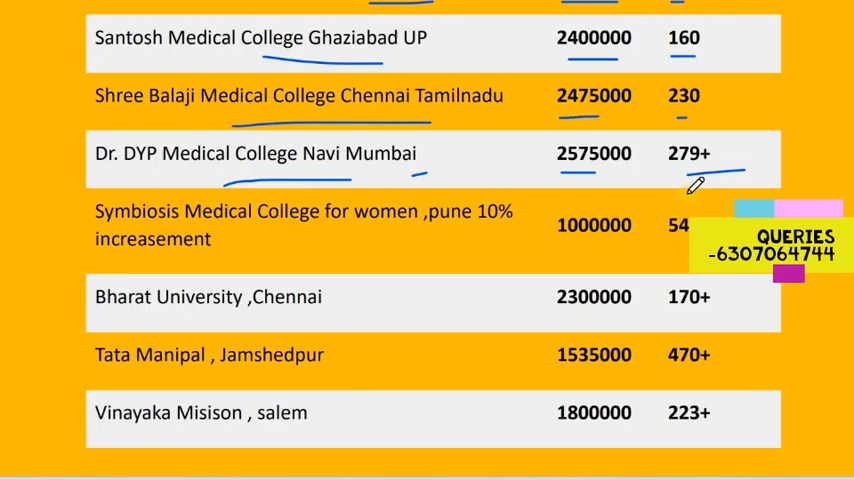 Santosh Medical College Ghaziabad UP 2400000 160
Shree Balaji Medical College Chennai Tamilnadu 2475000 230
Dr. DYP Medical College Navi Mumbai 2575000 279+
Symbiosis Medical College for women ,pune 10%
increasement 1000000 54
QUERIES
-6307064744
Bharat University ,Chennai 2300000 170+
Tata Manipal , Jamshedpur 1535000 470+
Vinayaka Misison , salem 1800000 223+